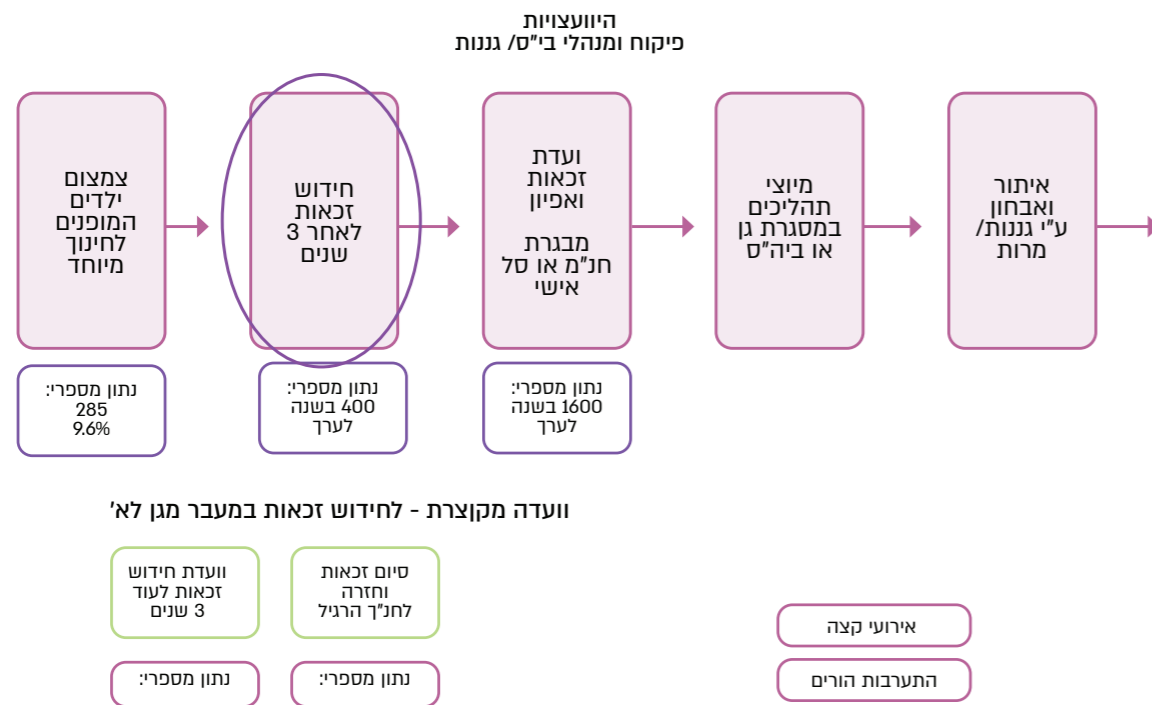 היוועצויות
פיקוח ומנהלי בי"ס/ גננות
איתור
ואבחון
ע"י גננות/
מרות
מיוצי
תהליכים
במסגרת גן
או ביה"ס
ועדת
זכאות
ואפיון
מבגרת
חנ"מ או סל
אישי
חידוש
זכאות
לאחר 3
שנים
צמצום
ילדים
המופנים
לחינוך
מיוחד
נתון מספרי:
1600 בשנה
לערך
נתון מספרי:
400 בשנה
לערך
נתון מספרי:
285
9.6%
וועדה מקוצרת - לחידוש זכאות במעבר מגן לא'
סיום זכאות
וחזרה
לחנ"ך הרגיל
וועדת חידוש
זכאות לעוד
3 שנים
נתון מספרי:
נתון מספרי:
אירועי קצה
התערבות הורים